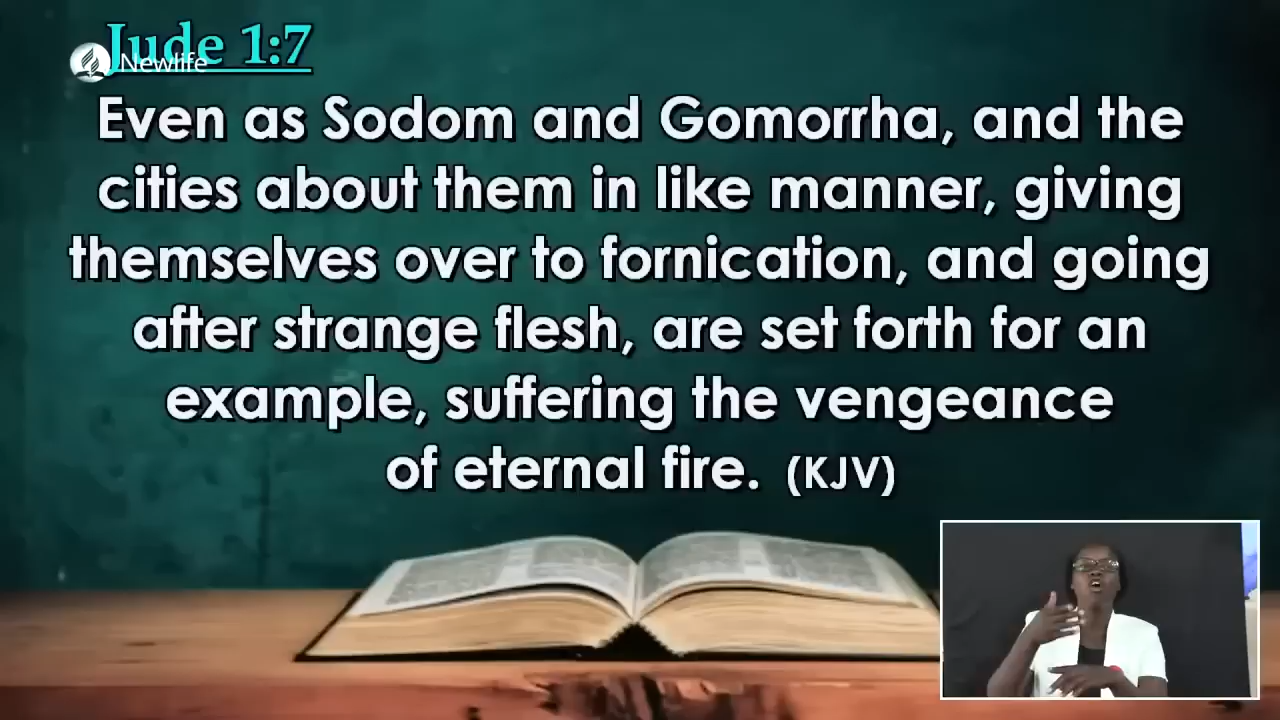 Jude 1:7
Newlife
Even as Sodom and Gomorrha, and the
cities about them in like manner, giving
themselves over to fornication, and going
after strange flesh, are set forth for an
example, suffering the vengeance
of eternal fire. (KJV)